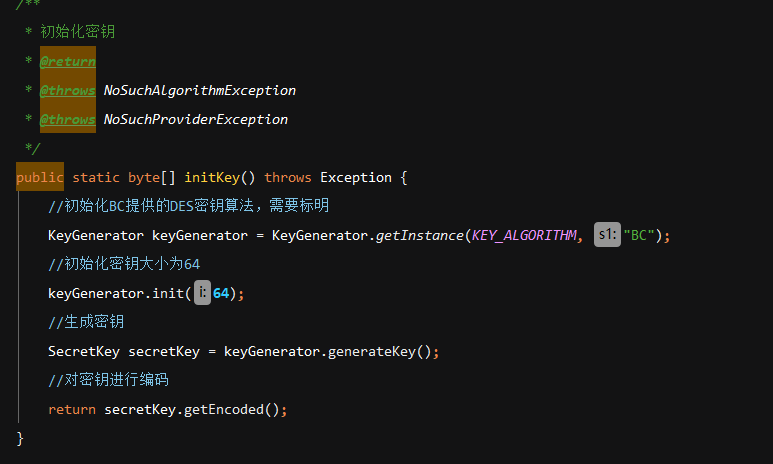 /**
* 初始化密钥
* @return
* @throws NoSuchAlgorithmException
* @throws NoSuchProviderException
*/
public static byte[] initKey() throws Exception {
//初始化BC提供的DES密钥算法，需要标明
KeyGenerator keyGenerator = KeyGenerator.getInstance(KEY_ALGORITHM, s1: "BC");
//初始化密钥大小为64
keyGenerator.init( i: 64);
//生成密钥
SecretKey secretKey = keyGenerator.generateKey();
//对密钥进行编码
return secretKey.getEncoded();
}